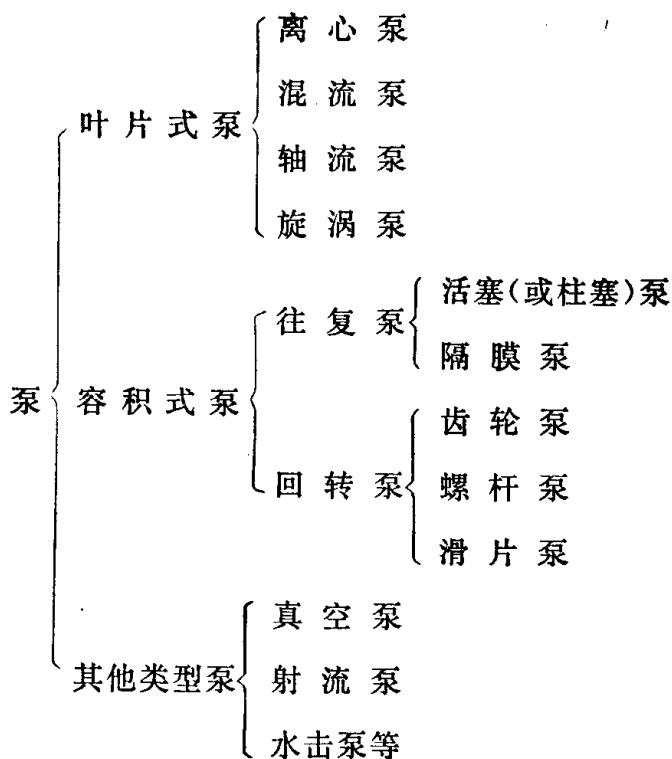 离心泵
混流泵
叶片式泵
轴流泵
旋涡泵
活塞(或柱塞)泵
往复泵
隔膜泵
泵 容积式泵
齿轮泵
回转泵 螺杆泵
滑片泵
真空泵
其他类型泵 射流泵
水击泵等